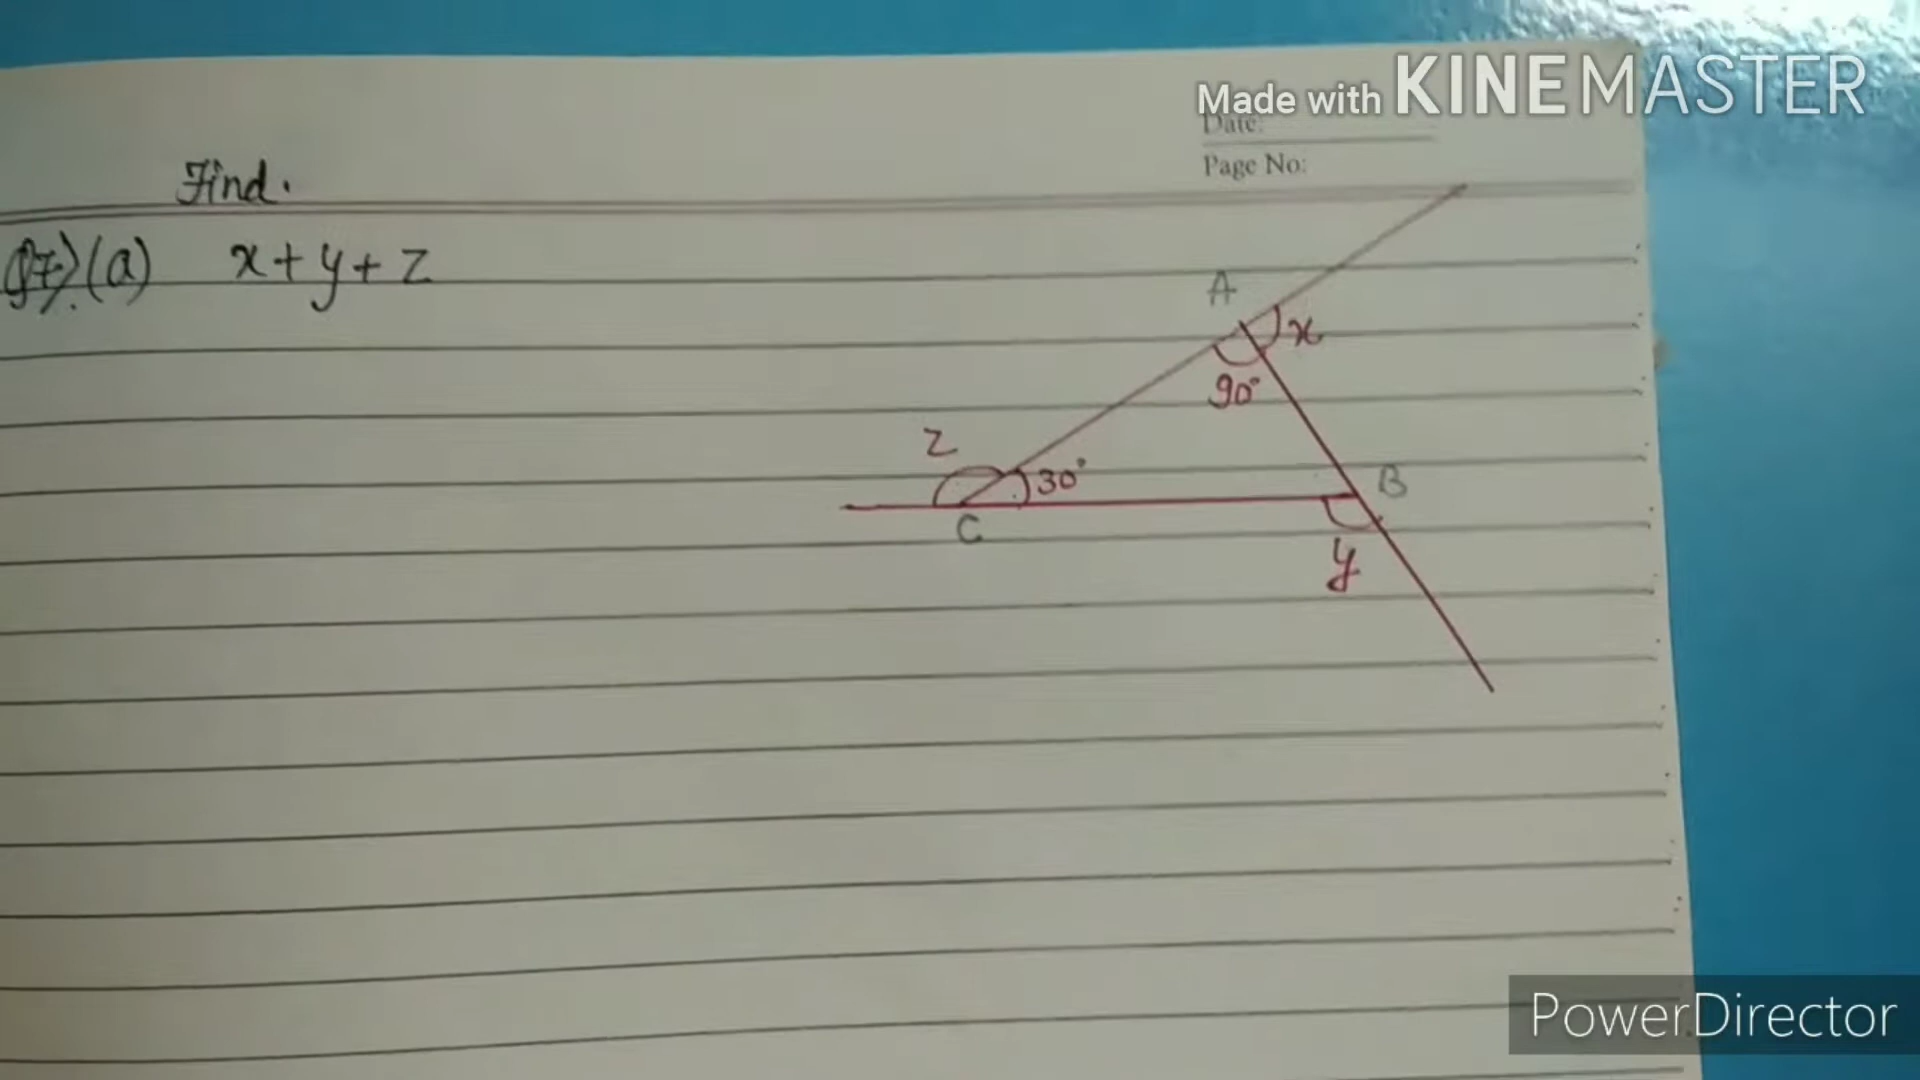 Made with KINEMASTER
Date:
Page No:
Find.
Q7).(a) x+y+z
A
x
90°
z
30°
B
C
y
PowerDirector